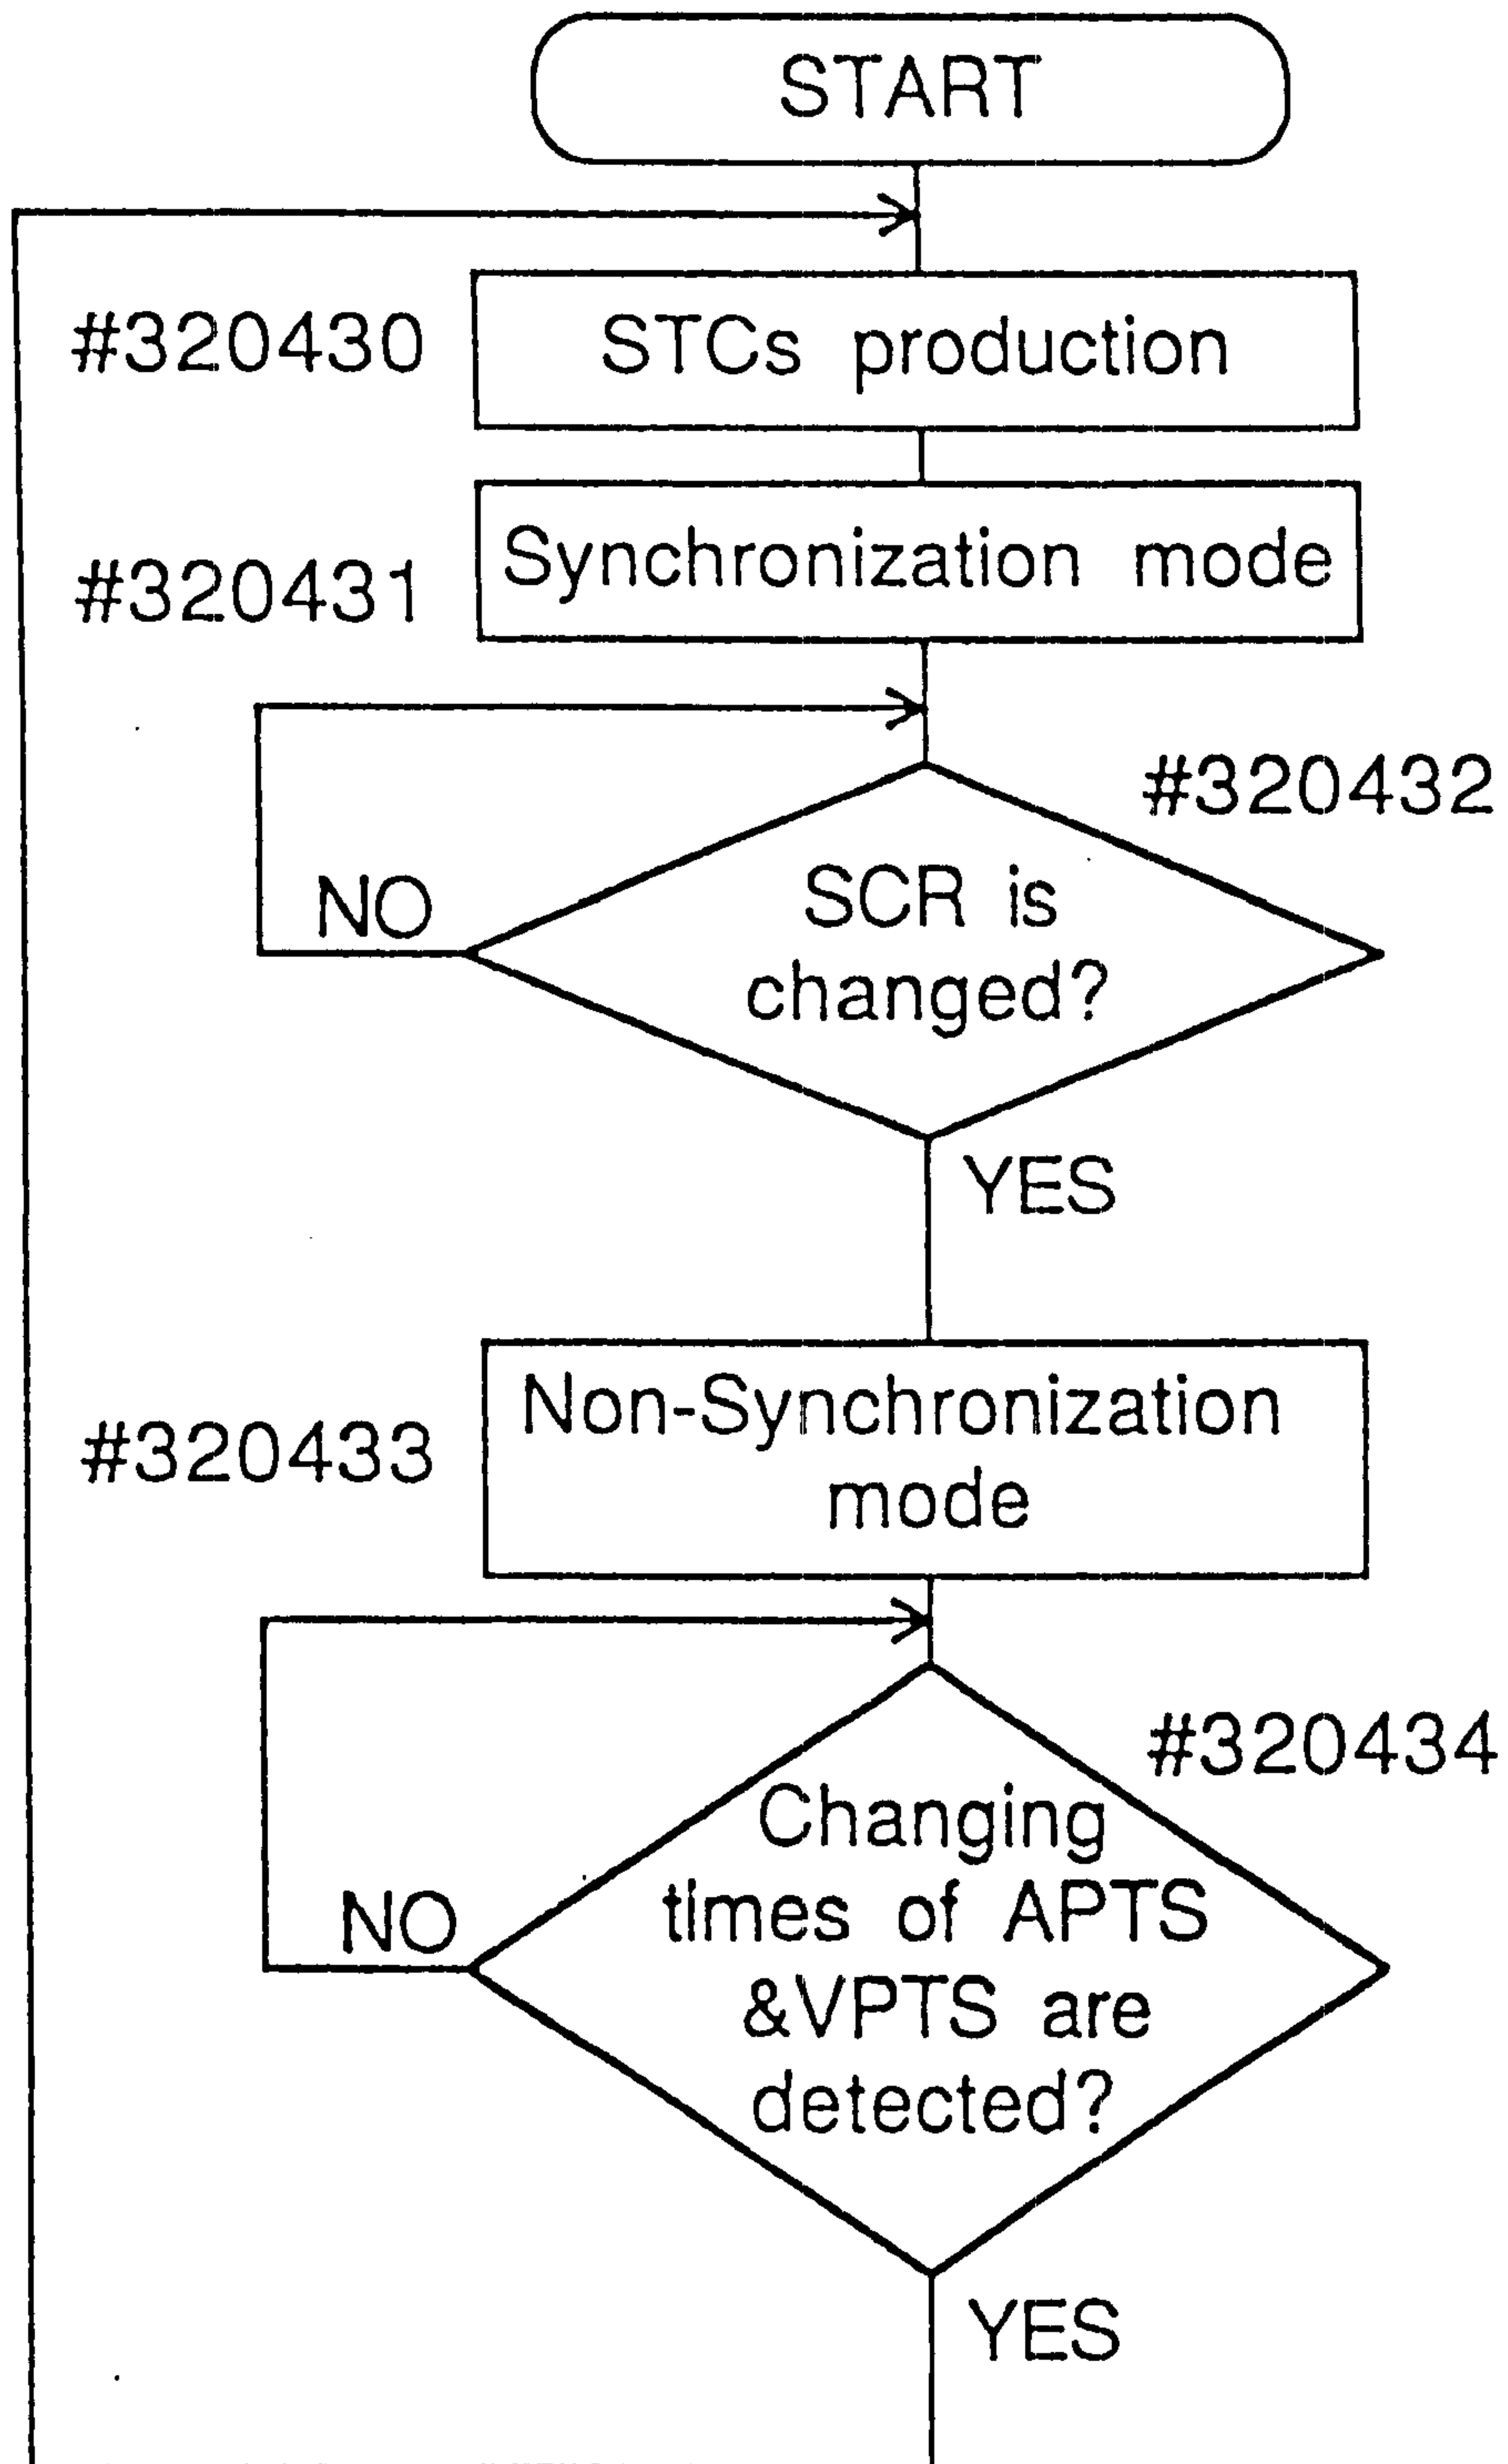 START
#320430
STCs production
#320431
Synchronization mode
#320432
SCR is
changed?
NO
YES
#320433
Non-Synchronization
mode
#320434
Changing
times of APTS
&VPTS are
detected?
NO
YES